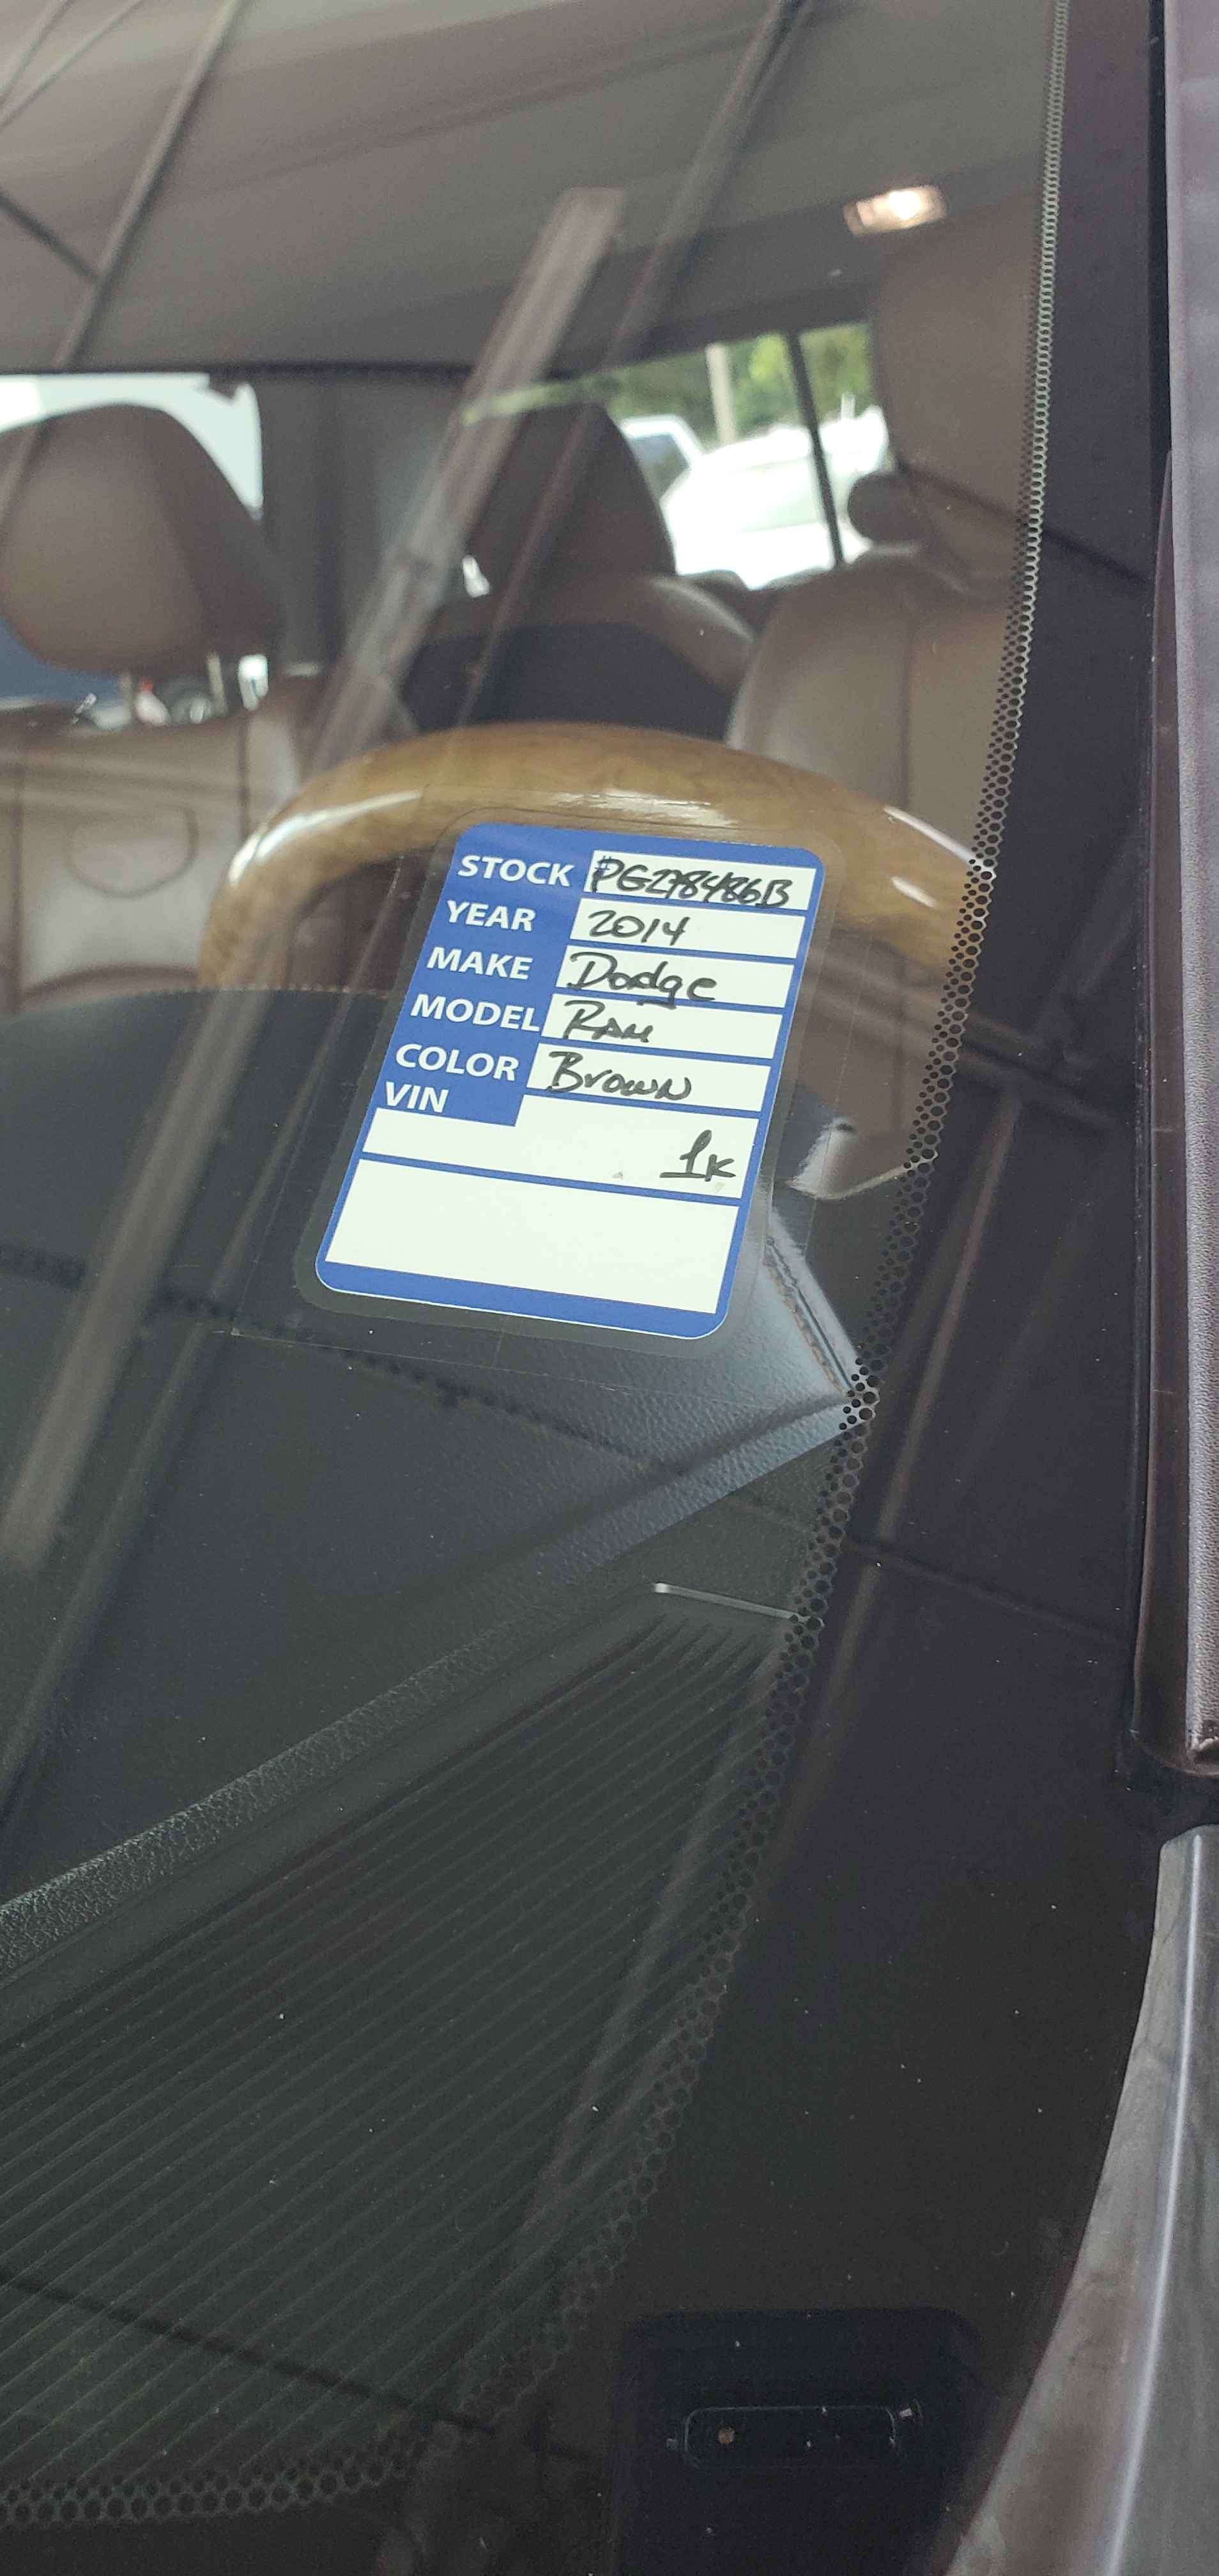 STOCK #PG278486B
YEAR 2014
MAKE Dodge
MODEL RAM
COLOR Brown
VIN
1K